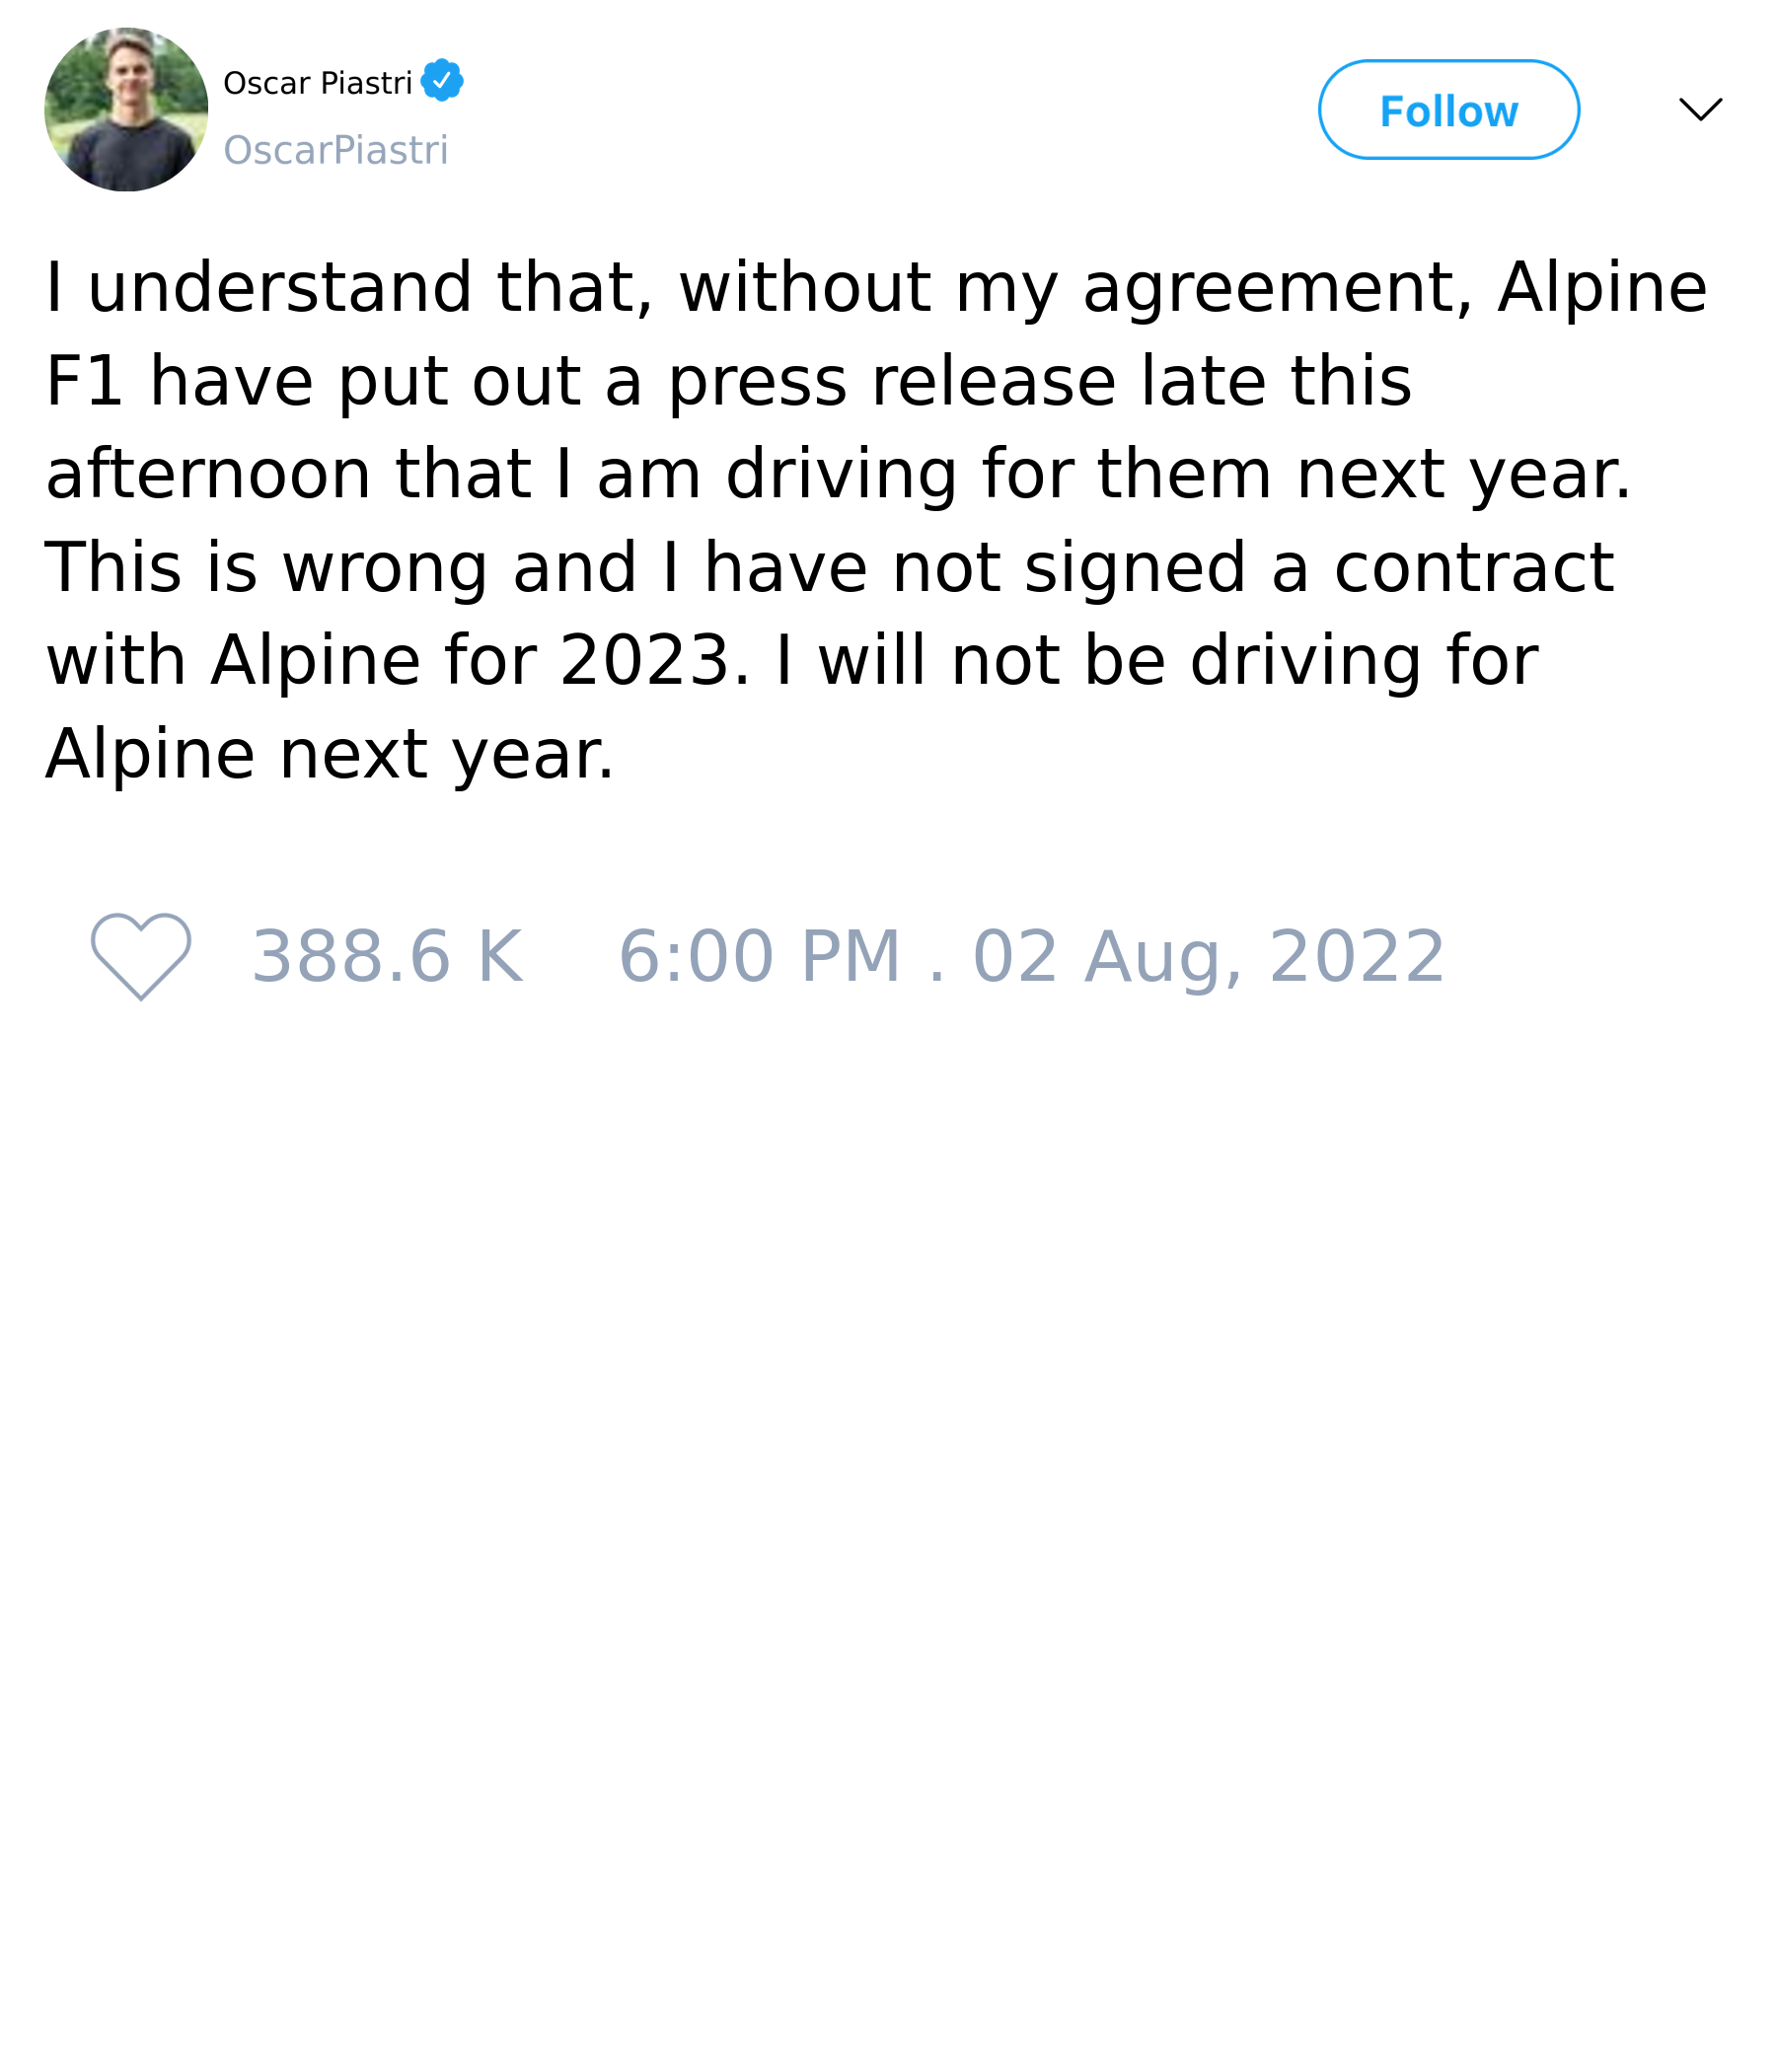 Oscar Piastri
OscarPiastri
Follow
I understand that, without my agreement, Alpine
F1 have put out a press release late this
afternoon that I am driving for them next year.
This is wrong and I have not signed a contract
with Alpine for 2023. I will not be driving for
Alpine next year.
388.6 K 6:00 PM . 02 Aug, 2022